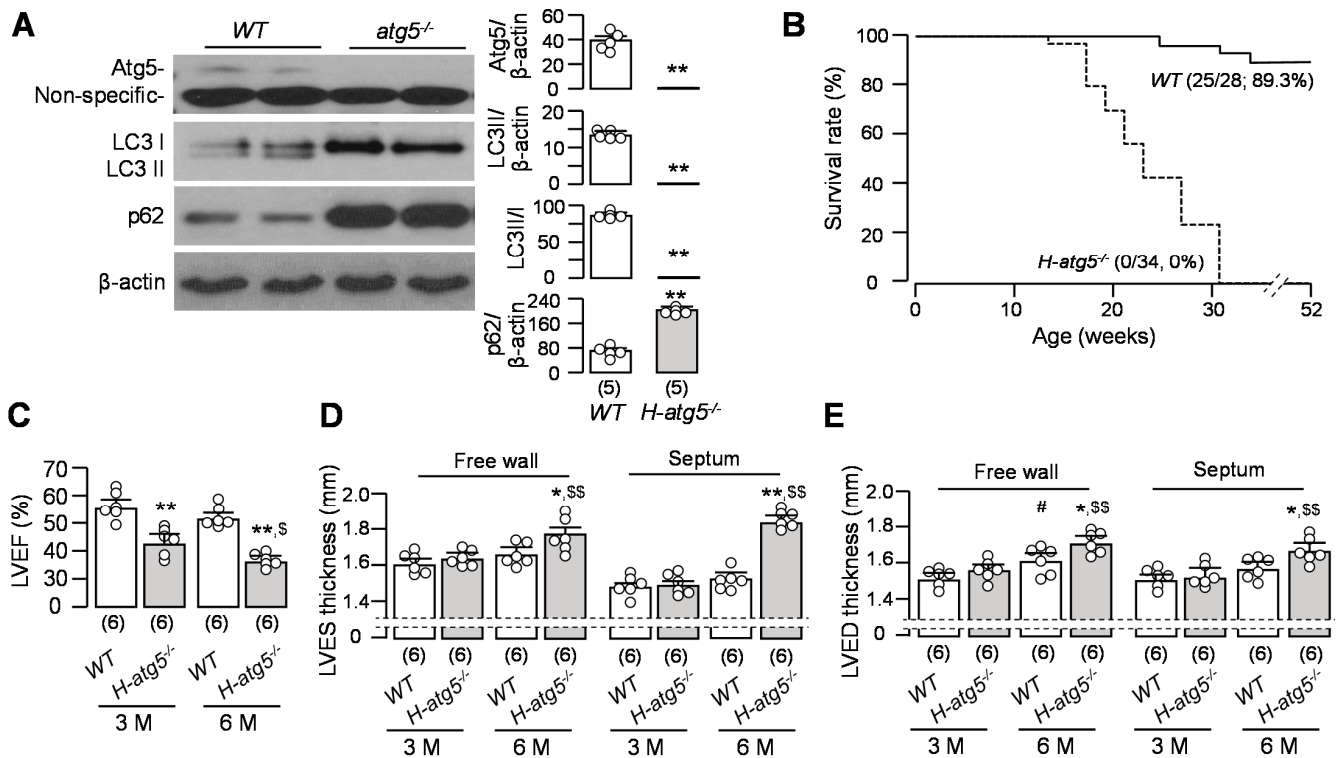 A
WT
atg5-/-
Atg5-
Non-specific-
LC3 I
LC3 II
p62
β-actin
Atg5/
β-actin
60
40
20
0
**
LC3II/
β-actin
20
10
0
**
LC3II/I
100
50
0
**
p62/
β-actin
240
160
80
0
**
(5) (5)
WT H-atg5-/-
B
Survival rate (%)
100
80
60
40
20
0
WT (25/28; 89.3%)
H-atg5-/- (0/34, 0%)
0 10 20 30 52
Age (weeks)
C
LVEF (%)
70
60
50
40
30
0
** **,$
(6) (6) (6) (6)
WT H-atg5-/- WT H-atg5-/-
3 M 6 M
D
LVES thickness (mm)
Free wall Septum
2.0
1.8
1.6
1.4
0
*,$$ **,$$
(6) (6) (6) (6) (6) (6) (6) (6)
WT H-atg5-/- WT H-atg5-/- WT H-atg5-/- WT H-atg5-/-
3 M 6 M 3 M 6 M
E
LVED thickness (mm)
Free wall Septum
2.0
1.8
1.6
1.4
0
# *,$$ *,$$
(6) (6) (6) (6) (6) (6) (6) (6)
WT H-atg5-/- WT H-atg5-/- WT H-atg5-/- WT H-atg5-/-
3 M 6 M 3 M 6 M